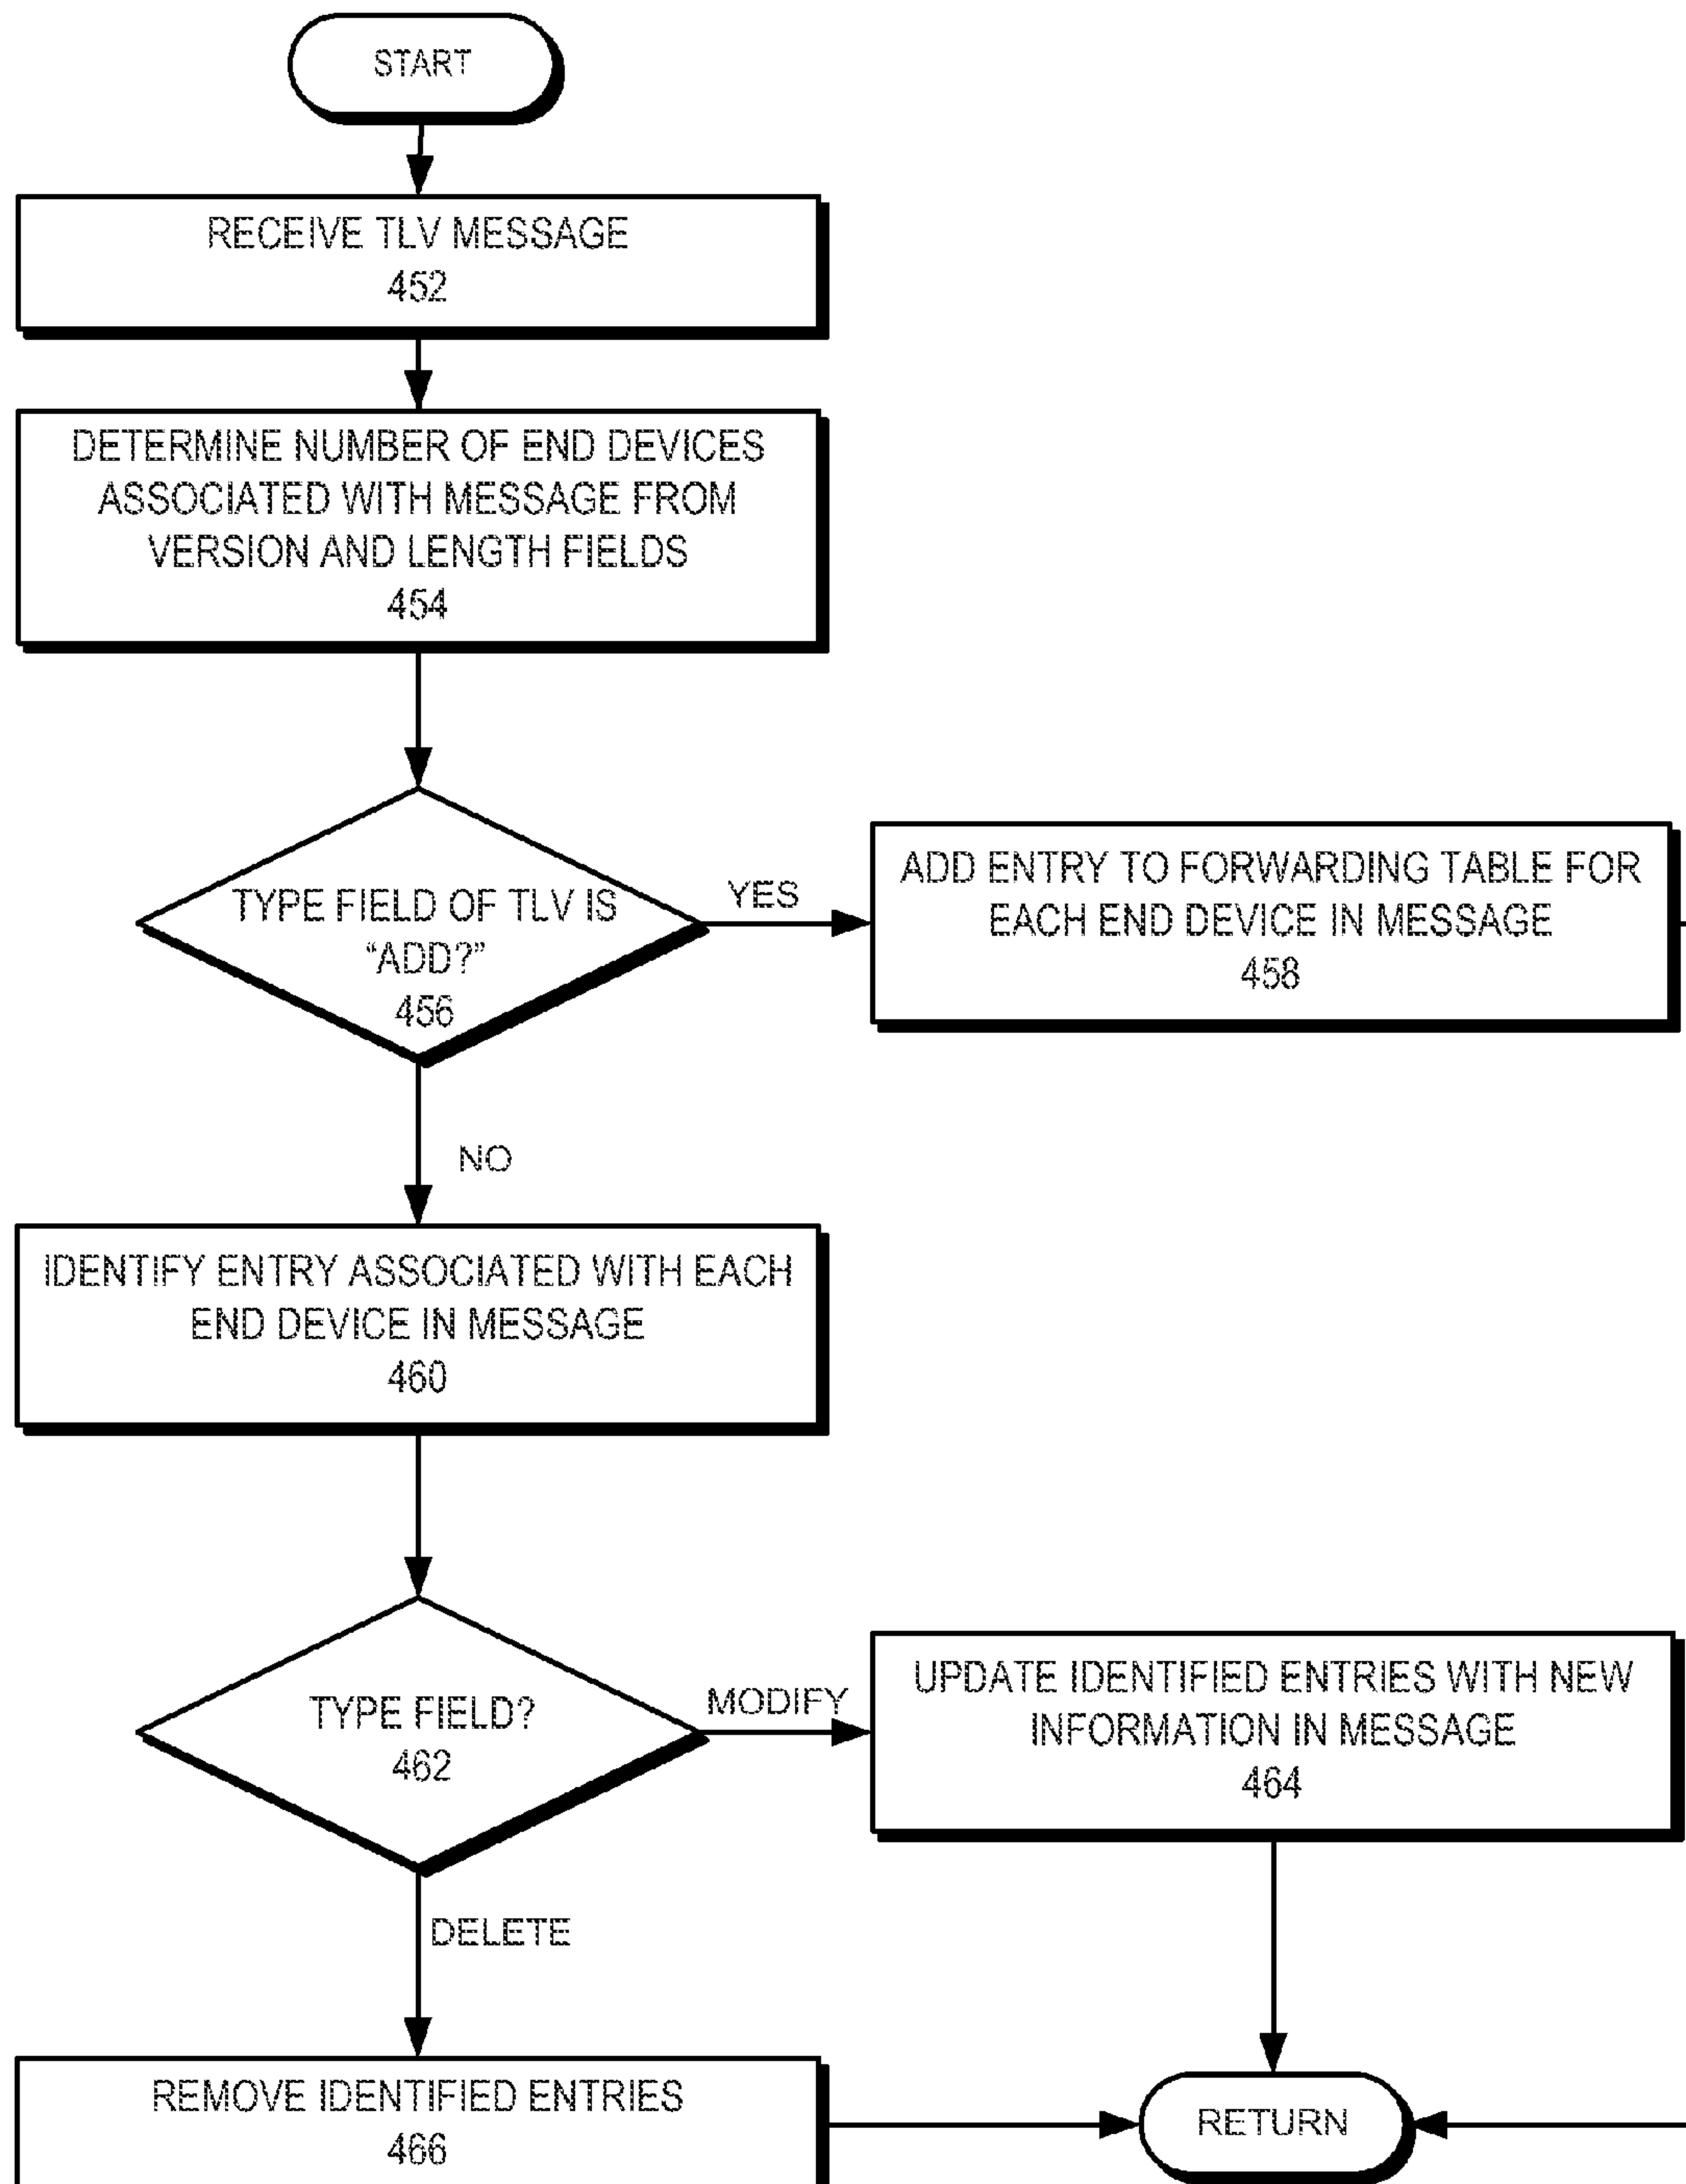 START
RECEIVE TLV MESSAGE
452
DETERMINE NUMBER OF END DEVICES
ASSOCIATED WITH MESSAGE FROM
VERSION AND LENGTH FIELDS
454
TYPE FIELD OF TLV IS
“ADD?”
456
YES
ADD ENTRY TO FORWARDING TABLE FOR
EACH END DEVICE IN MESSAGE
458
NO
IDENTIFY ENTRY ASSOCIATED WITH EACH
END DEVICE IN MESSAGE
460
TYPE FIELD?
462
MODIFY
UPDATE IDENTIFIED ENTRIES WITH NEW
INFORMATION IN MESSAGE
464
DELETE
REMOVE IDENTIFIED ENTRIES
466
RETURN